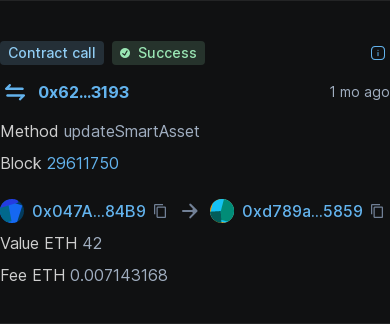 Contract call Success
0x62...3193 1 mo ago
Method updateSmartAsset
Block 29611750
0x047A...84B9 0xd789a...5859
Value ETH 42
Fee ETH 0.007143168